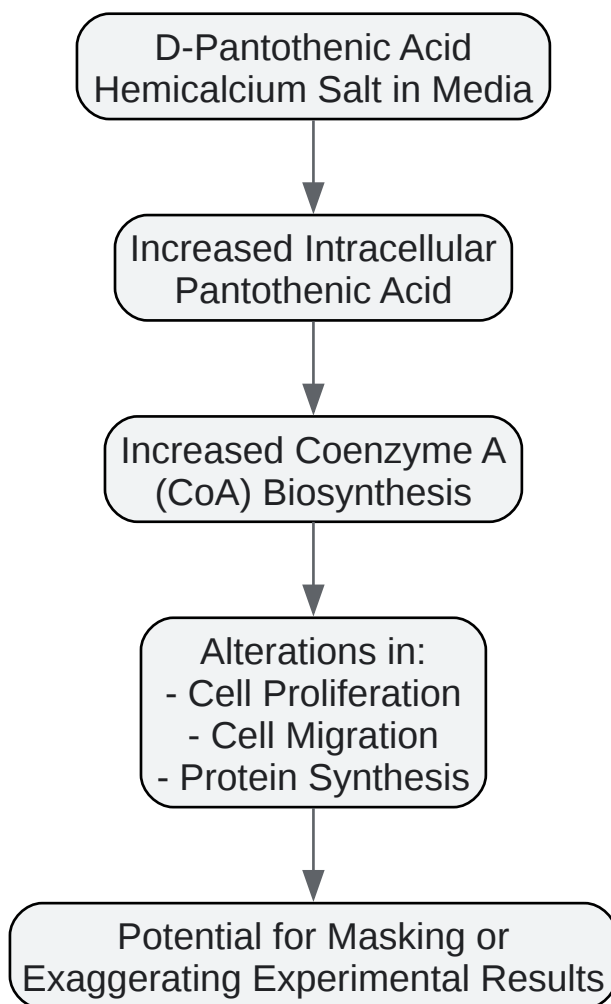 D-Pantothenic Acid
Hemicalcium Salt in Media
Increased Intracellular
Pantothenic Acid
Increased Coenzyme A
(CoA) Biosynthesis
Alterations in:
- Cell Proliferation
- Cell Migration
- Protein Synthesis
Potential for Masking or
Exaggerating Experimental Results